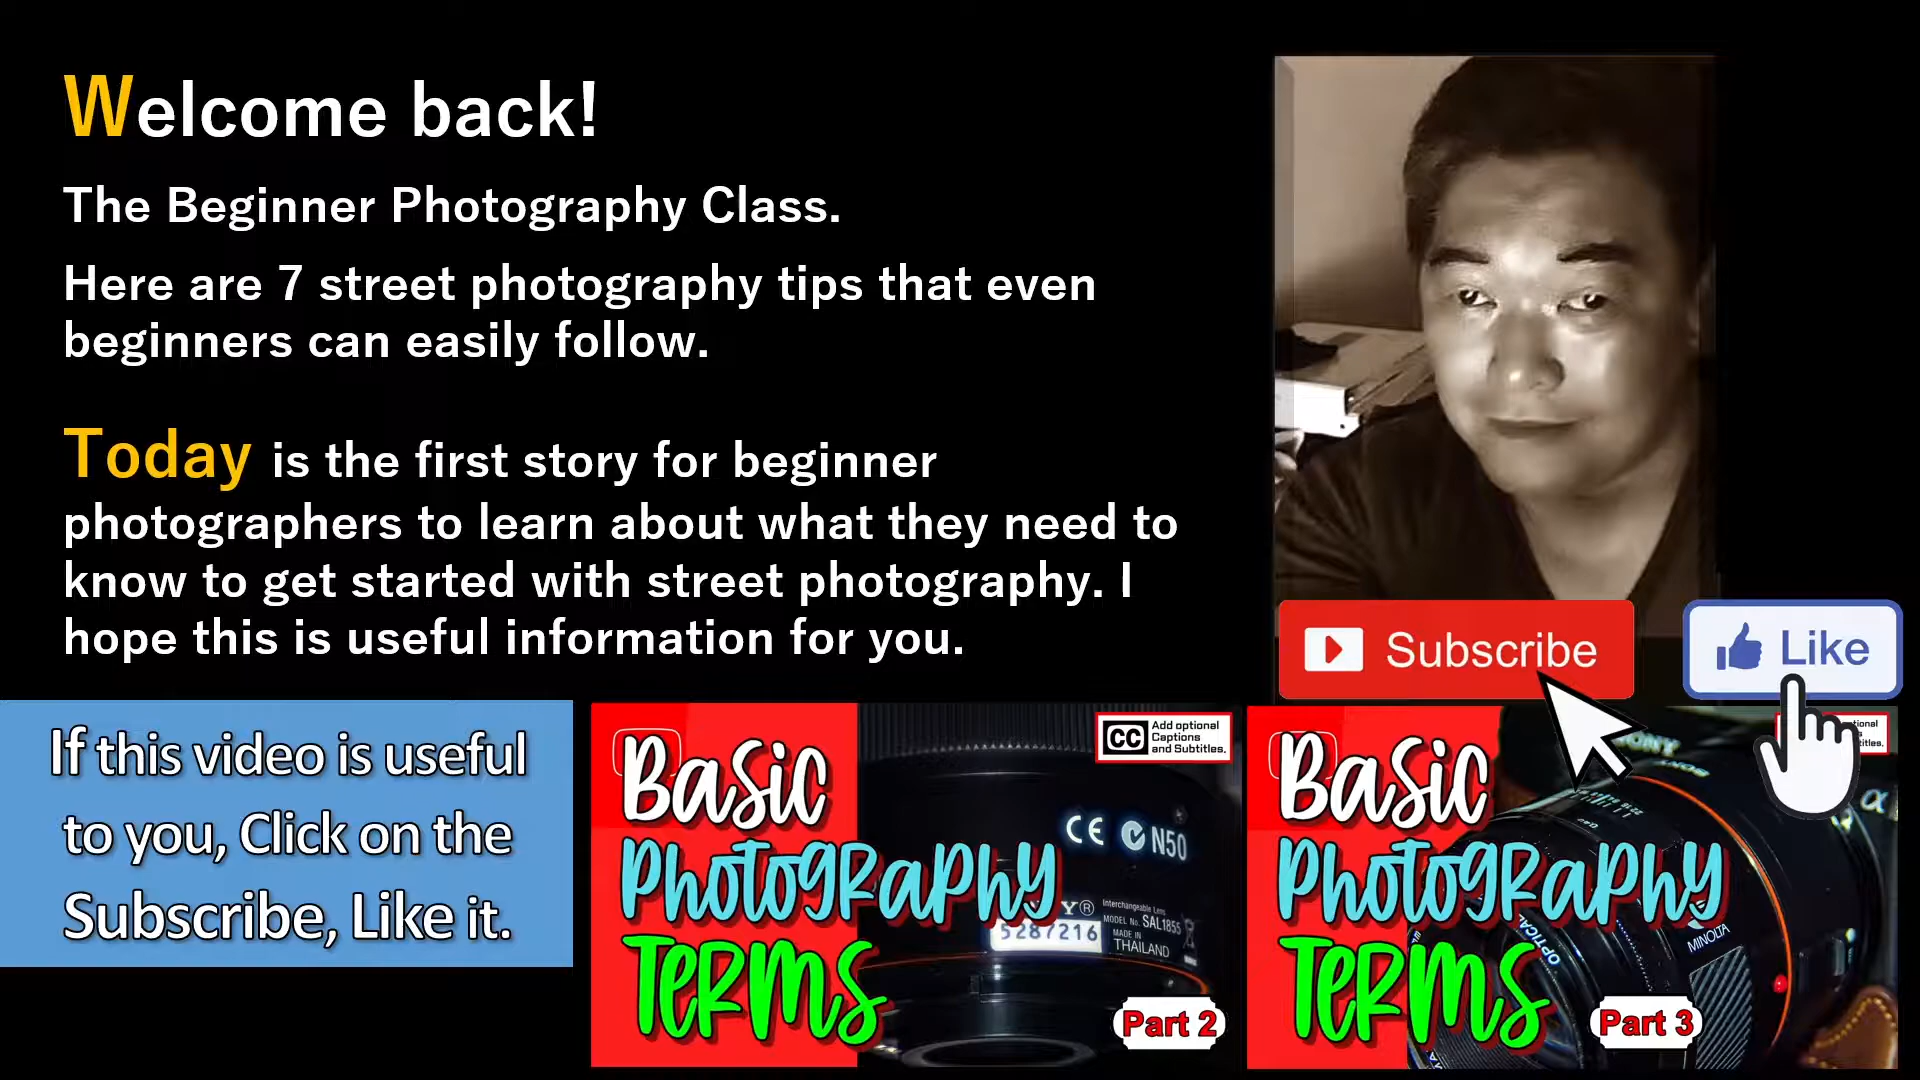 Welcome back!
The Beginner Photography Class.
Here are 7 street photography tips that even
beginners can easily follow.
Today is the first story for beginner
photographers to learn about what they need to
know to get started with street photography. I
hope this is useful information for you.
Subscribe
Like
If this video is useful
to you, Click on the
Subscribe, Like it.
Basic
Photography
Terms
CC
Add optional
Captions
and Subtitles.
CE
N50
Interchangeable Lens
MODEL No. SAL1855
5287216
MADE IN
THAILAND
Part 2
Basic
Photography
Terms
SONY
α
OPTICAL
MINOLTA
Part 3